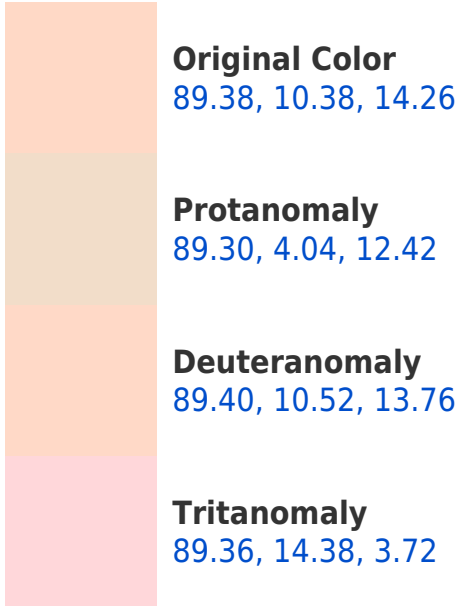 Original Color
89.38, 10.38, 14.26
Protanomaly
89.30, 4.04, 12.42
Deuteranomaly
89.40, 10.52, 13.76
Tritanomaly
89.36, 14.38, 3.72